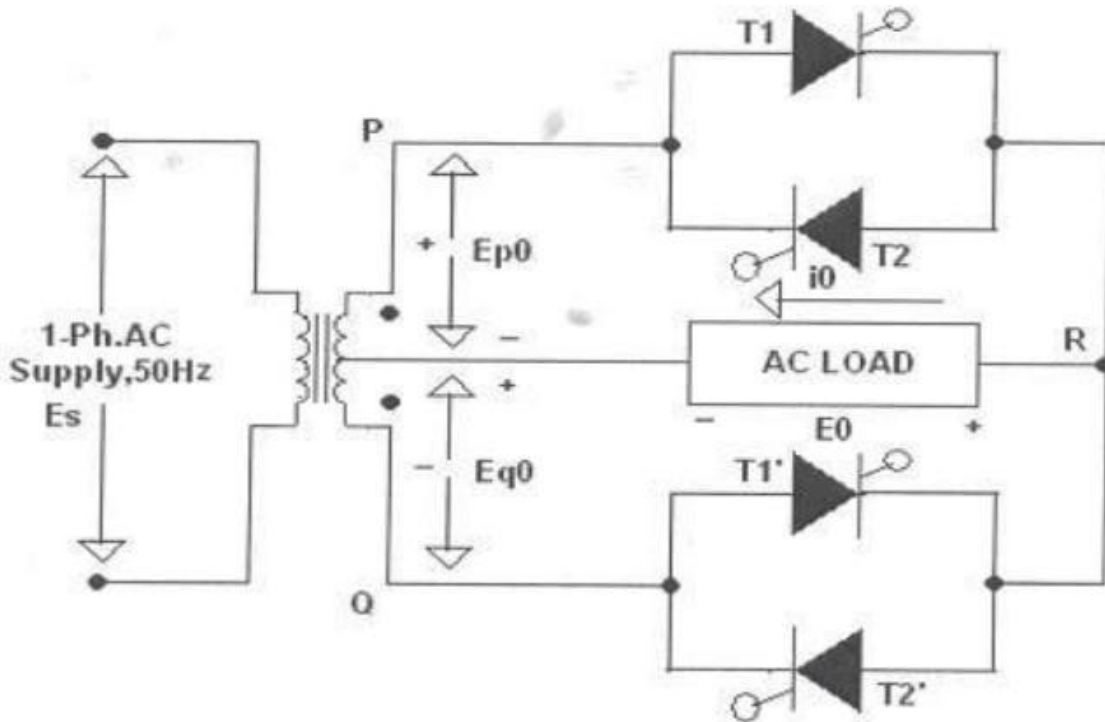 T1
P
+
Ep0
T2
i0
1-Ph.AC
Supply,50Hz
Es
−
+
AC LOAD
R
−
E0
+
−
Eq0
T1'
Q
T2'